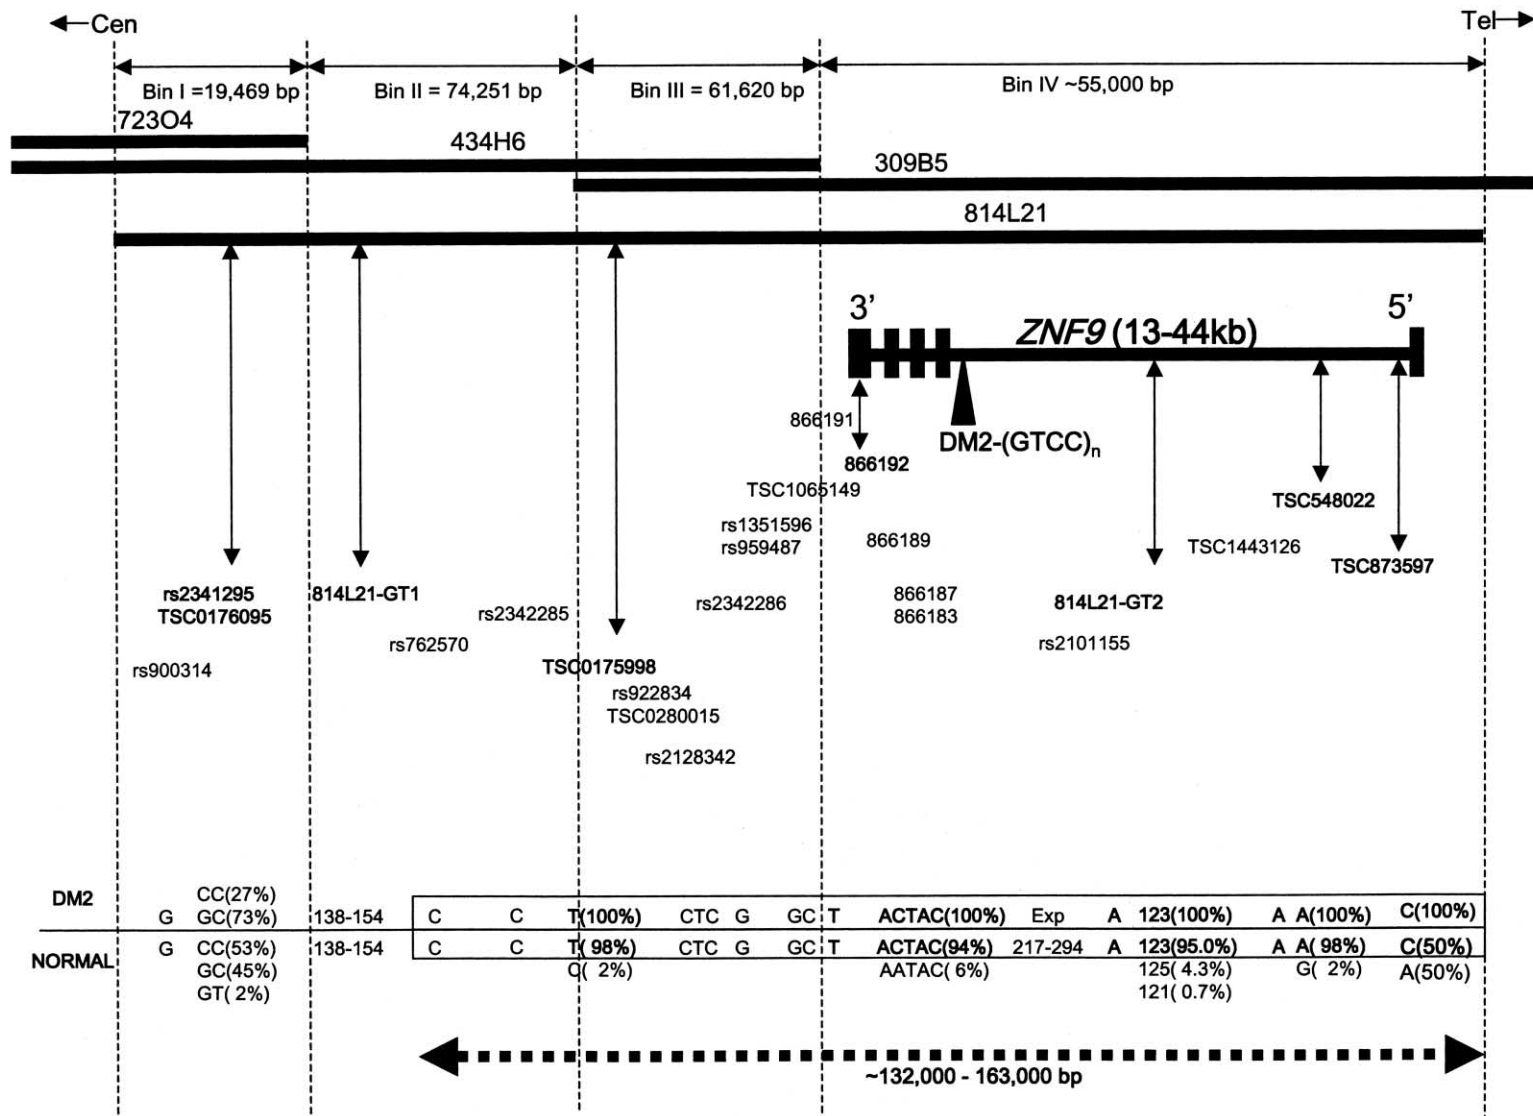 Cen
Tel
Bin I =19,469 bp
Bin II = 74,251 bp
Bin III = 61,620 bp
Bin IV ~55,000 bp
723O4
434H6
309B5
814L21
3’
5’
ZNF9 (13-44kb)
866191
DM2-(GTCC)n
866192
TSC1065149
TSC548022
rs1351596
rs959487
866189
TSC1443126
TSC873597
rs2341295
TSC0176095
814L21-GT1
rs2342285
rs2342286
866187
866183
814L21-GT2
rs762570
rs2101155
rs900314
TSC0175998
rs922834
TSC0280015
rs2128342
DM2
CC(27%)
G GC(73%) 138-154 C C T(100%) CTC G GC T ACTAC(100%) Exp A 123(100%) A A(100%) C(100%)
NORMAL
G CC(53%) 138-154 C C T( 98%) CTC G GC T ACTAC(94%) 217-294 A 123(95.0%) A A( 98%) C(50%)
GC(45%) C( 2%) AATAC( 6%) 125( 4.3%) G( 2%) A(50%)
GT( 2%) 121( 0.7%)
~132,000 - 163,000 bp